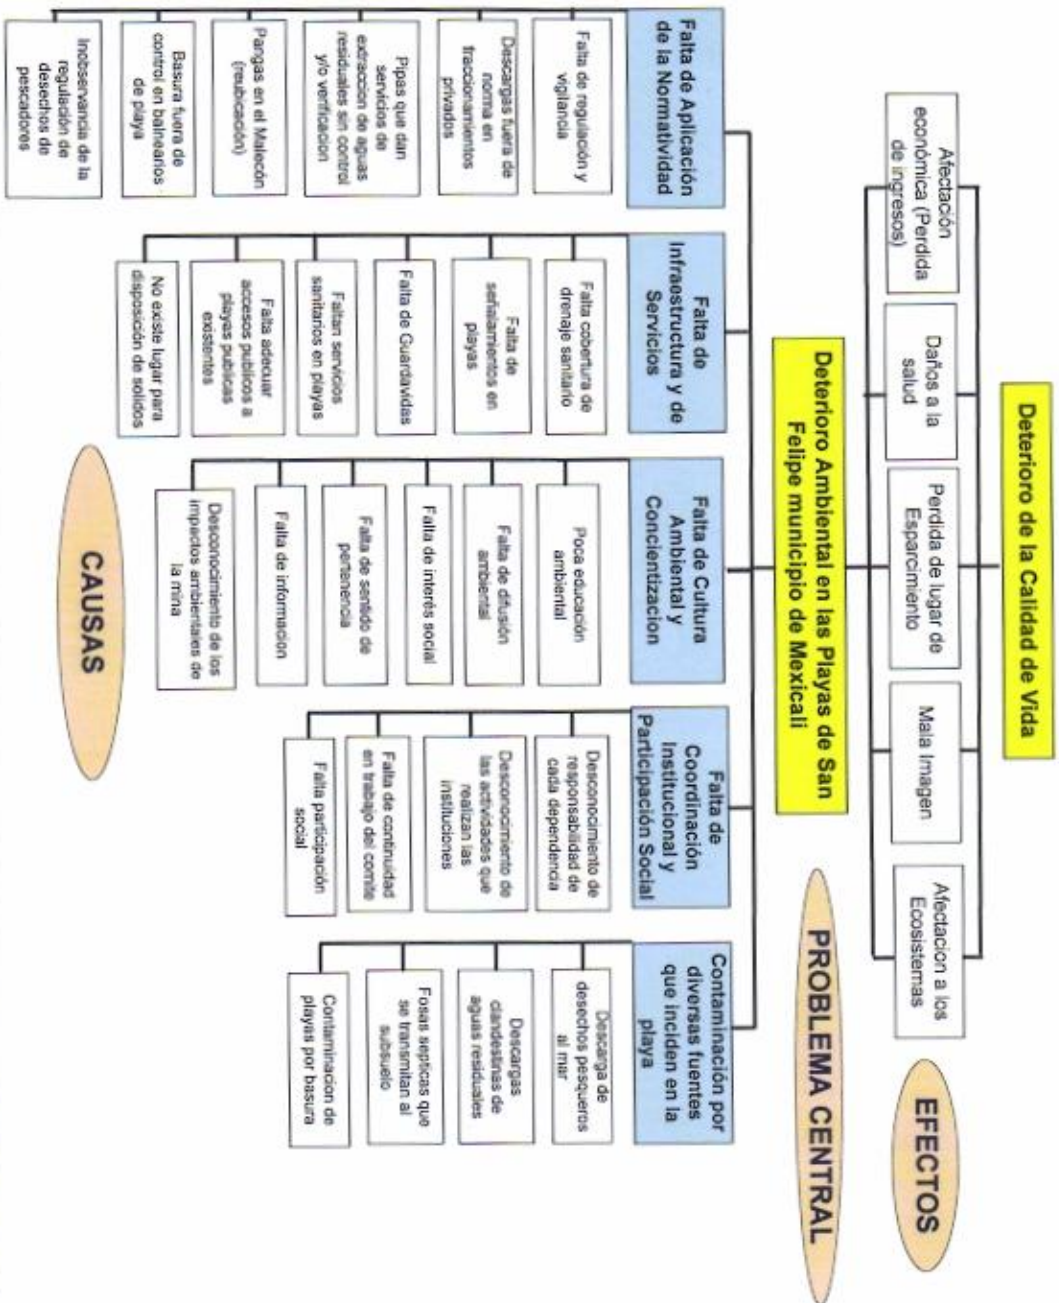 Deterioro de la Calidad de Vida
EFECTOS
Afectación
económica (Perdida
de ingresos)
Daños a la
salud
Perdida de lugar de
Esparcimiento
Mala Imagen
Afectacion a los
Ecosistemas
Deterioro Ambiental en las Playas de San
Felipe municipio de Mexicali
PROBLEMA CENTRAL
Falta de Aplicación
de la Normatividad
Falta de regulación y
vigilancia
Descargas fuera de
norma en
fraccionamientos
privados
Pipas que dan
servicios de
extraccion de aguas
residuales sin control
y/o verificacion
Pangas en el Malecón
(reubicación)
Basura fuera de
control en balnearios
de playa
Inobservancia de la
regulación de
desechos de
pescadores
Falta de
Infraestructura y de
Servicios
Falta cobertura de
drenaje sanitario
Falta de
señalamientos en
playas
Falta de Guardavidas
Faltan servicios
sanitarios en playas
Falta adecuar
accesos publicos a
playas publicas
existentes
No existe lugar para
disposición de solidos
Falta de Cultura
Ambiental y
Concientizacion
Poca educación
ambiental
Falta de difusión
ambiental
Falta de interés social
Falta de sentido de
pertenencia
Falta de informacion
Desconocimiento de los
impactos ambientales de
la mina
Falta de
Coordinación
Institucional y
Participación Social
Desconocimiento de
responsabilidad de
cada dependencia
Desconocimiento de
las actividades que
realizan las
instituciones
Falta de continuidad
en trabajo del comite
Falta participación
social
Contaminación por
diversas fuentes
que inciden en la
playa
Descarga de
desechos pesqueros
al mar
Descargas
clandestinas de
aguas residuales
Fosas septicas que
se transmitan al
subsuelo
Contaminacion de
playas por basura
CAUSAS